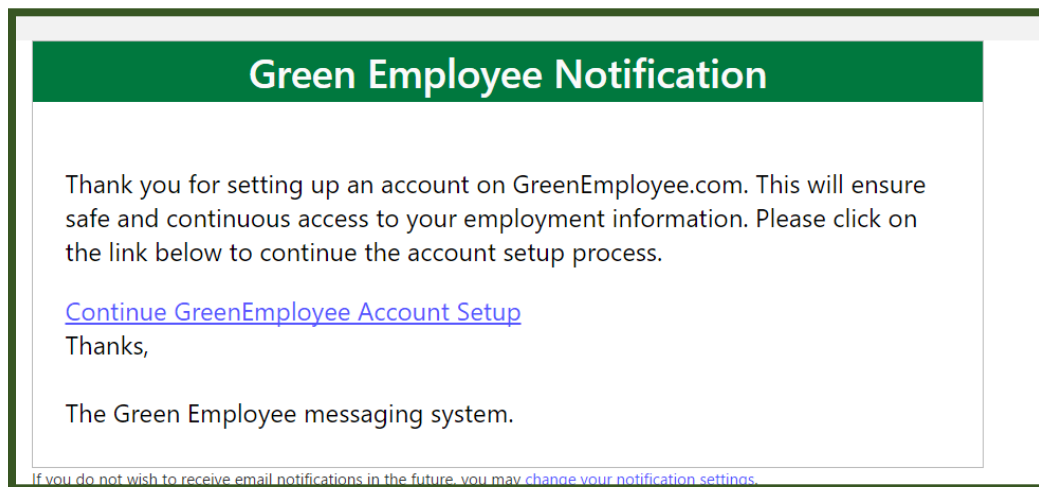 Green Employee Notification
Thank you for setting up an account on GreenEmployee.com. This will ensure
safe and continuous access to your employment information. Please click on
the link below to continue the account setup process.
Continue GreenEmployee Account Setup
Thanks,
The Green Employee messaging system.
If you do not wish to receive email notifications in the future, you may change your notification settings.